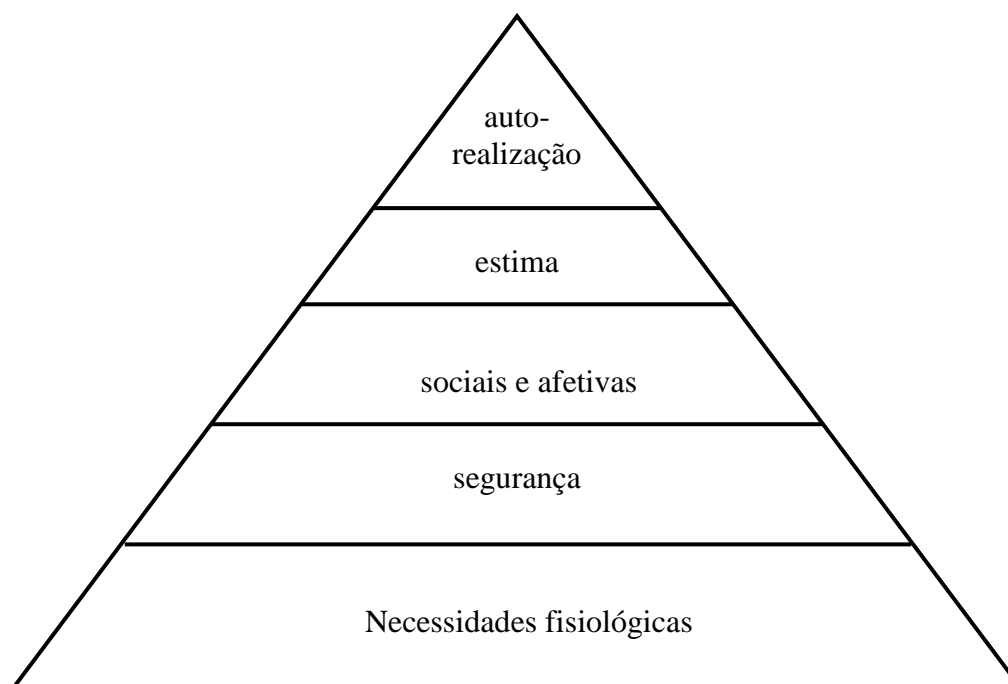 auto-
realização
estima
sociais e afetivas
segurança
Necessidades fisiológicas